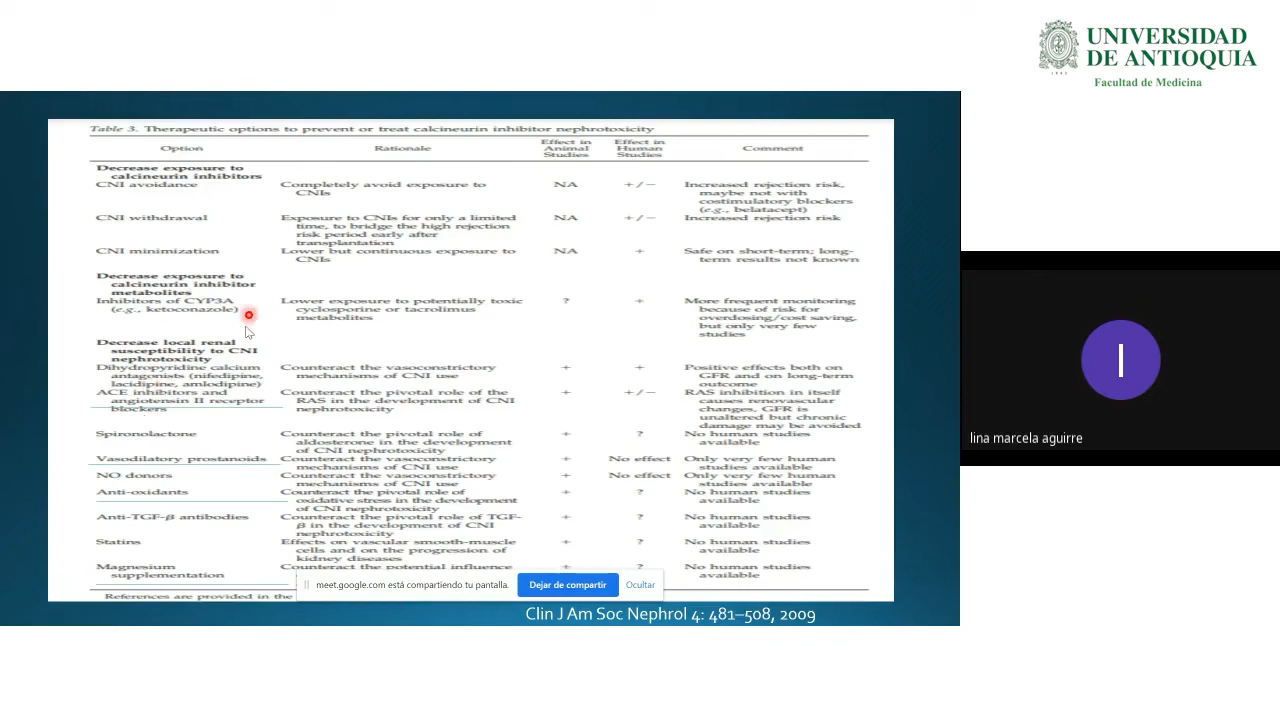 UNIVERSIDAD
DE ANTIOQUIA
1803
Facultad de Medicina
Table 3. Therapeutic options to prevent or treat calcineurin inhibitor nephrotoxicity
Option Rationale Effect in Animal Studies Effect in Human Studies Comment
Decrease exposure to
calcineurin inhibitors
CNI avoidance Completely avoid exposure to NA +/− Increased rejection risk,
CNIs maybe not with
costimulatory blockers
(e.g., belatacept)
CNI withdrawal Exposure to CNIs for only a limited NA +/− Increased rejection risk
time, to bridge the high rejection
risk period early after
transplantation
CNI minimization Lower but continuous exposure to NA + Safe on short-term; long-
CNIs term results not known
Decrease exposure to
calcineurin inhibitor
metabolites
Inhibitors of CYP3A Lower exposure to potentially toxic ? + More frequent monitoring
(e.g., ketoconazole) cyclosporine or tacrolimus because of risk for
metabolites overdosing/cost saving,
but only very few
studies
Decrease local renal
susceptibility to CNI
nephrotoxicity
Dihydropyridine calcium Counteract the vasoconstrictory + + Positive effects both on
antagonists (nifedipine, mechanisms of CNI use GFR and on long-term
lacidipine, amlodipine) outcome
ACE inhibitors and Counteract the pivotal role of the + +/− RAS inhibition in itself
angiotensin II receptor RAS in the development of CNI causes renovascular
blockers nephrotoxicity changes, GFR is
unaltered but chronic
damage may be avoided
Spironolactone Counteract the pivotal role of + ? No human studies
aldosterone in the development available
of CNI nephrotoxicity
Vasodilatory prostanoids Counteract the vasoconstrictory + No effect Only very few human
mechanisms of CNI use studies available
NO donors Counteract the vasoconstrictory + No effect Only very few human
mechanisms of CNI use studies available
Anti-oxidants Counteract the pivotal role of + ? No human studies
oxidative stress in the development available
of CNI nephrotoxicity
Anti-TGF-β antibodies Counteract the pivotal role of TGF- + ? No human studies
β in the development of CNI available
nephrotoxicity
Statins Effects on vascular smooth-muscle + ? No human studies
cells and on the progression of available
kidney diseases
Magnesium Counteract the potential influence + ? No human studies
supplementation available
References are provided in the
meet.google.com está compartiendo tu pantalla. Dejar de compartir Ocultar
Clin J Am Soc Nephrol 4: 481–508, 2009
l
lina marcela aguirre